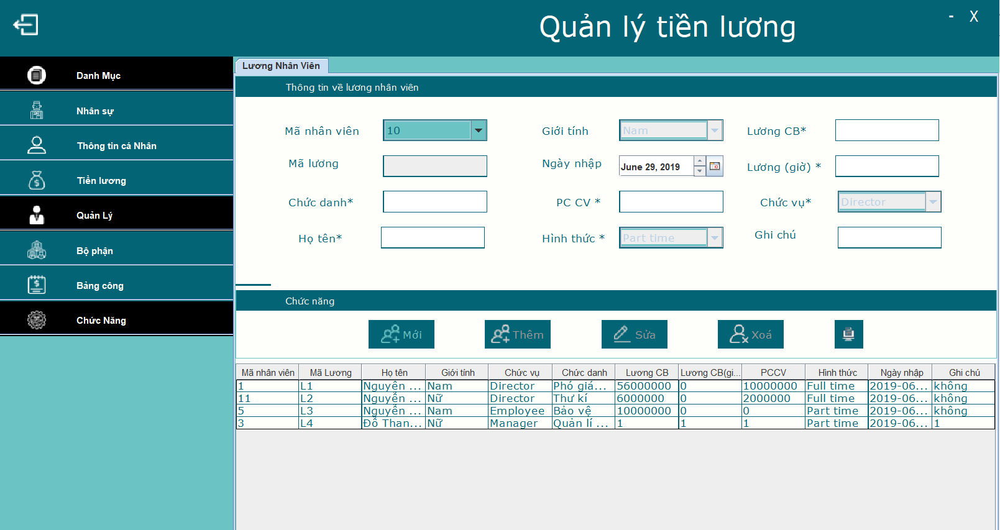 Quản lý tiền lương
- X
Danh Mục
Nhân sự
Thông tin cá Nhân
Tiền lương
Quản Lý
Bộ phận
Bảng công
Chức Năng
Lương Nhân Viên
Thông tin về lương nhân viên
Mã nhân viên 10 Giới tính Nam Lương CB*
Mã lương Ngày nhập June 29, 2019 Lương (giờ) *
Chức danh* PC CV * Chức vụ* Director
Họ tên* Hình thức * Part time Ghi chú
Chức năng
Mới Thêm Sửa Xoá
Mã nhân viên Mã Lương Họ tên Giới tính Chức vụ Chức danh Lương CB Lương CB(gi... PCCV Hình thức Ngày nhập Ghi chú
1 L1 Nguyễn ... Nam Director Phó giá... 56000000 0 10000000 Full time 2019-06... không
11 L2 Nguyễn ... Nữ Director Thư kí 6000000 0 2000000 Full time 2019-06... không
5 L3 Nguyễn ... Nam Employee Bảo vệ 10000000 0 0 Part time 2019-06... không
3 L4 Đỗ Than... Nữ Manager Quản lí ... 1 1 1 Part time 2019-06... 1